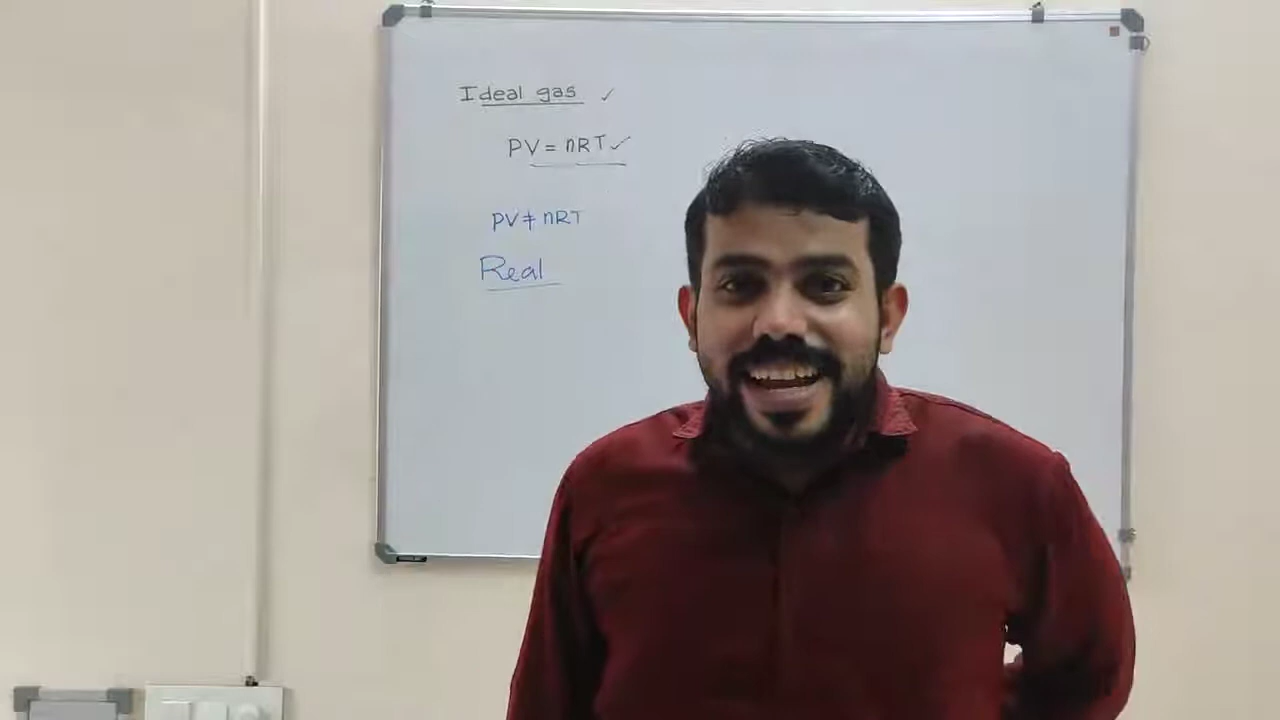 Ideal gas ✓
PV = nRT ✓
PV ≠ nRT
Real